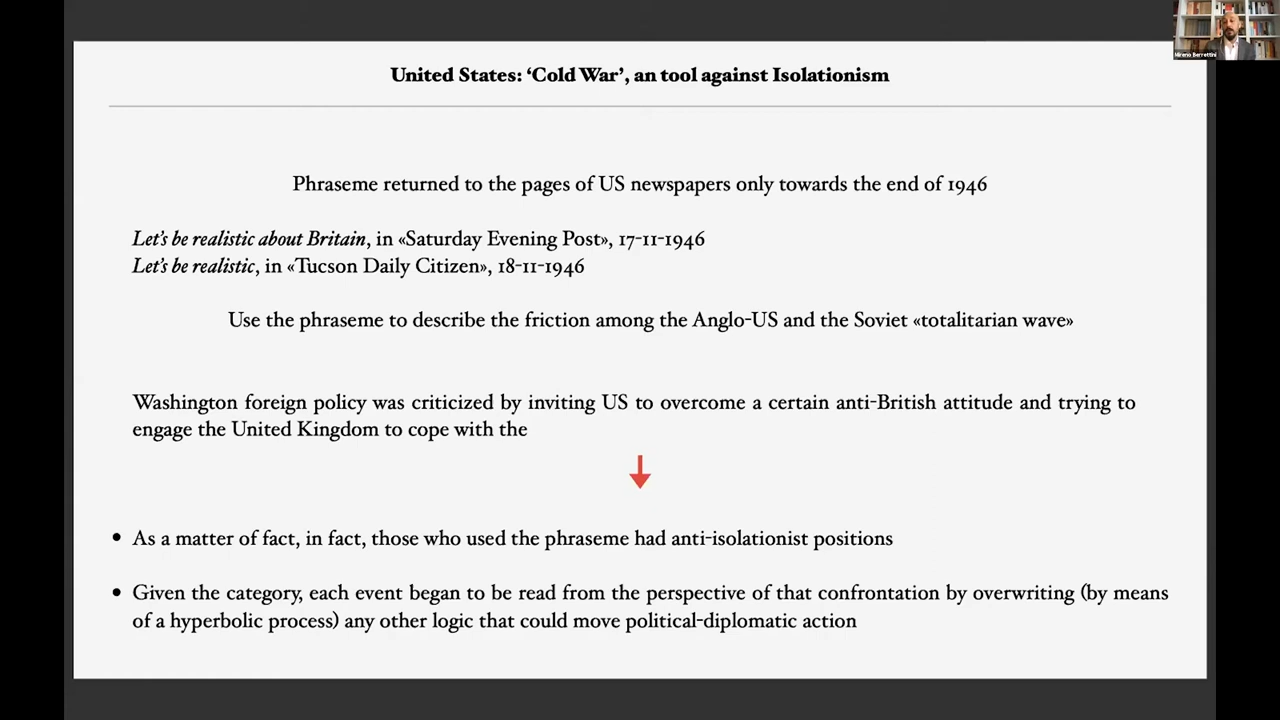 United States: ‘Cold War’, an tool against Isolationism
Phraseme returned to the pages of US newspapers only towards the end of 1946
Let’s be realistic about Britain, in «Saturday Evening Post», 17-11-1946
Let’s be realistic, in «Tucson Daily Citizen», 18-11-1946
Use the phraseme to describe the friction among the Anglo-US and the Soviet «totalitarian wave»
Washington foreign policy was criticized by inviting US to overcome a certain anti-British attitude and trying to
engage the United Kingdom to cope with the
• As a matter of fact, in fact, those who used the phraseme had anti-isolationist positions
• Given the category, each event began to be read from the perspective of that confrontation by overwriting (by means
of a hyperbolic process) any other logic that could move political-diplomatic action
Mireno Berrettini